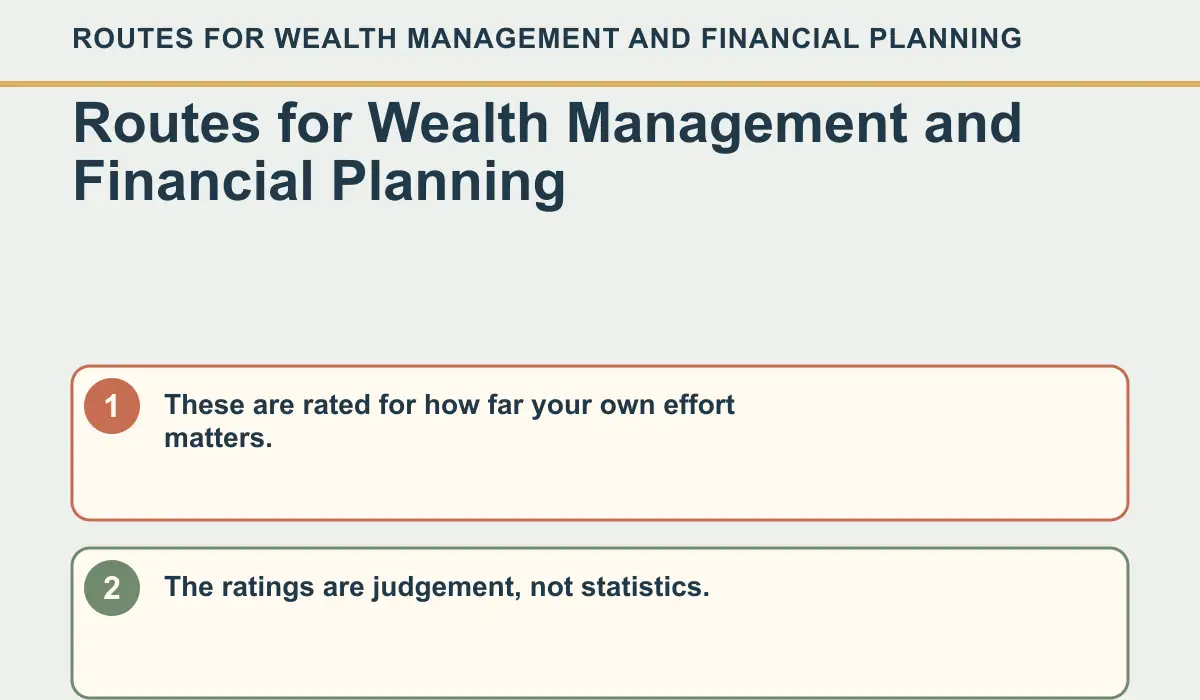 ROUTES FOR WEALTH MANAGEMENT AND FINANCIAL PLANNING
Routes for Wealth Management and
Financial Planning
1
These are rated for how far your own effort
matters.
2
The ratings are judgement, not statistics.